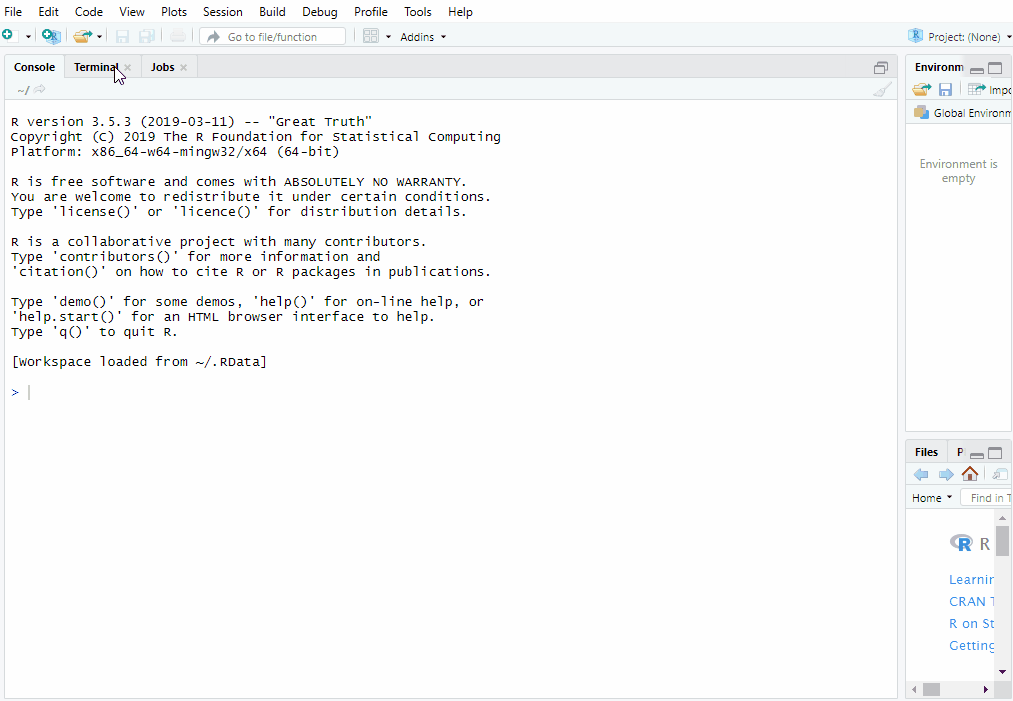 File Edit Code View Plots Session Build Debug Profile Tools Help
Go to file/function Addins Project: (None)
Console Terminal Jobs Environm
~/ Impo
Global Environm
R version 3.5.3 (2019-03-11) -- "Great Truth"
Copyright (C) 2019 The R Foundation for Statistical Computing
Platform: x86_64-w64-mingw32/x64 (64-bit)
R is free software and comes with ABSOLUTELY NO WARRANTY.
You are welcome to redistribute it under certain conditions.
Type 'license()' or 'licence()' for distribution details.
R is a collaborative project with many contributors.
Type 'contributors()' for more information and
'citation()' on how to cite R or R packages in publications.
Type 'demo()' for some demos, 'help()' for on-line help, or
'help.start()' for an HTML browser interface to help.
Type 'q()' to quit R.
[Workspace loaded from ~/.RData]
>
Environment is
empty
Files P
Home Find in T
R R
Learnin
CRAN T
R on St
Getting